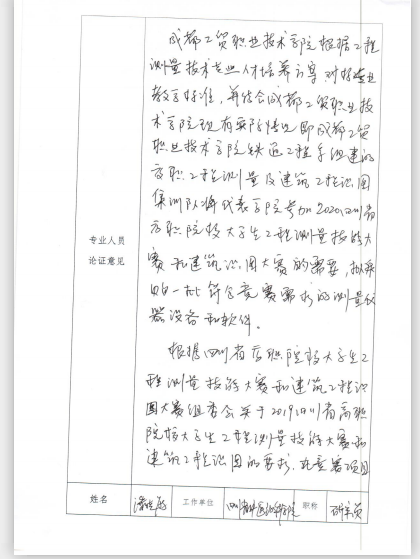 成都工贸职业技术学院根据工程
测量技术专业人才培养方案对标专业
教学标准，并结合成都工贸职业技
术学院现有实际情况即成都工贸
职业技术学院铁道工程系组建的
高职工程测量及建筑工程识图
集训队将代表学院参加2020四川省
高职院校大学生工程测量技能大
赛和建筑识图大赛的需要，拟采
购一批符合竞赛需求的测量仪
器设备和软件。
根据四川省高职院校大学生工
程测量技能大赛和建筑工程识
图大赛组委会关于2019四川省高职
院校大学生工程测量技能大赛和
建筑工程识图的要求，竞赛项目
专业人员
论证意见
姓名
工作单位
职称